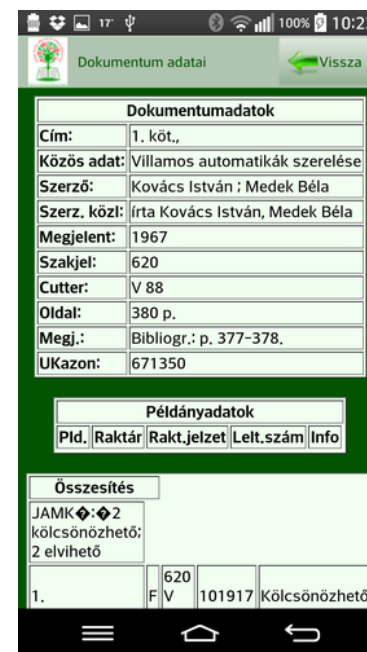 17° 100% 10:2
Dokumentum adatai Vissza
Dokumentumadatok
Cím: 1. köt.,
Közös adat: Villamos automatikák szerelése
Szerző: Kovács István ; Medek Béla
Szerz. közl: írta Kovács István, Medek Béla
Megjelent: 1967
Szakjel: 620
Cutter: V 88
Oldal: 380 p.
Megj.: Bibliogr.: p. 377-378.
UKazon: 671350
Példányadatok
Pld. Raktár Rakt.jelzet Lelt.szám Info
Összesítés
JAMK�:�2
kölcsönözhető;
2 elvihető
620
1. F V 101917 Kölcsönözhető